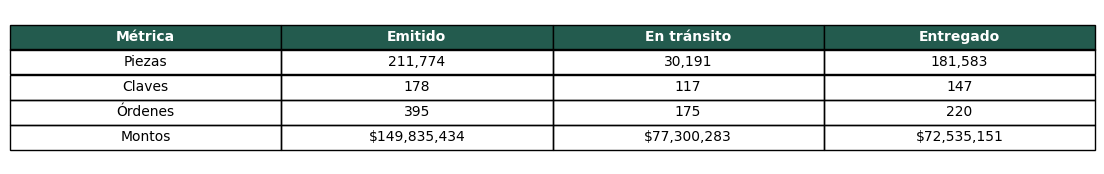 Métrica Emitido En tránsito Entregado
Piezas 211,774 30,191 181,583
Claves 178 117 147
Órdenes 395 175 220
Montos $149,835,434 $77,300,283 $72,535,151